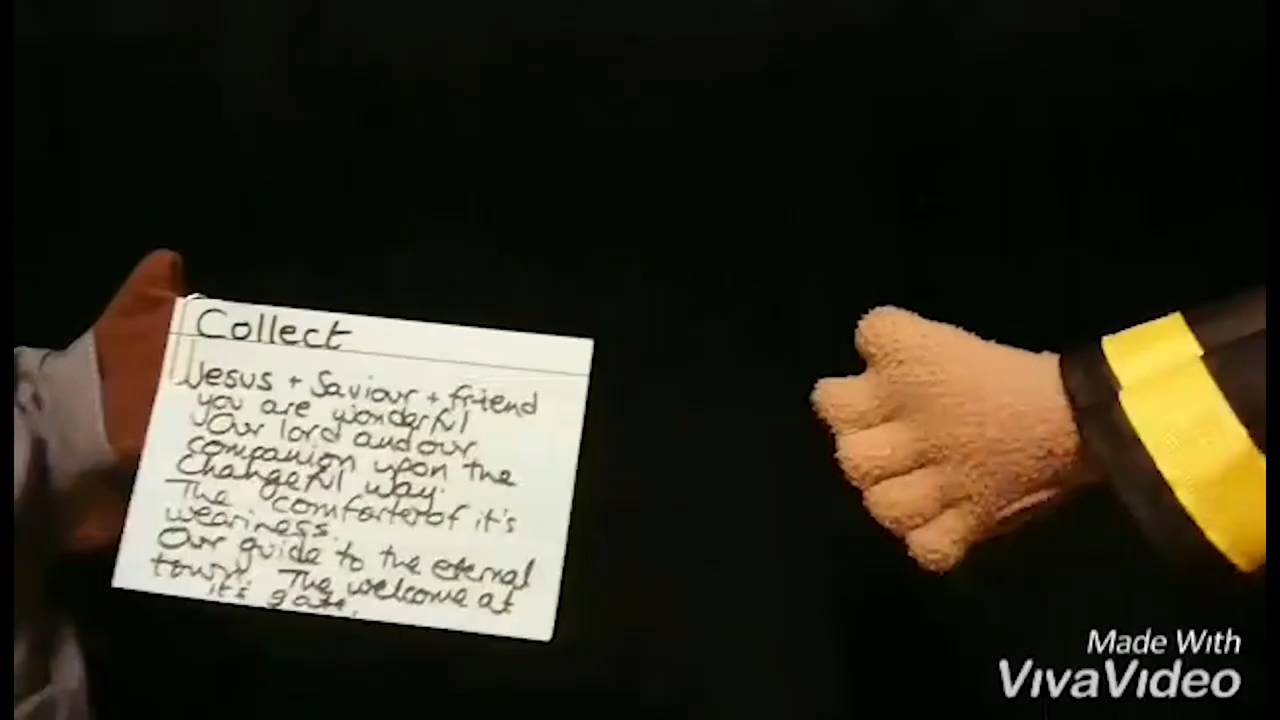 Collect
Jesus + Saviour + friend
you are wonderful
Our lord and our
companion upon the
changeful way.
The comforter of it's
weariness.
Our guide to the eternal
town. The welcome at
it's gate.
Made With
VivaVideo